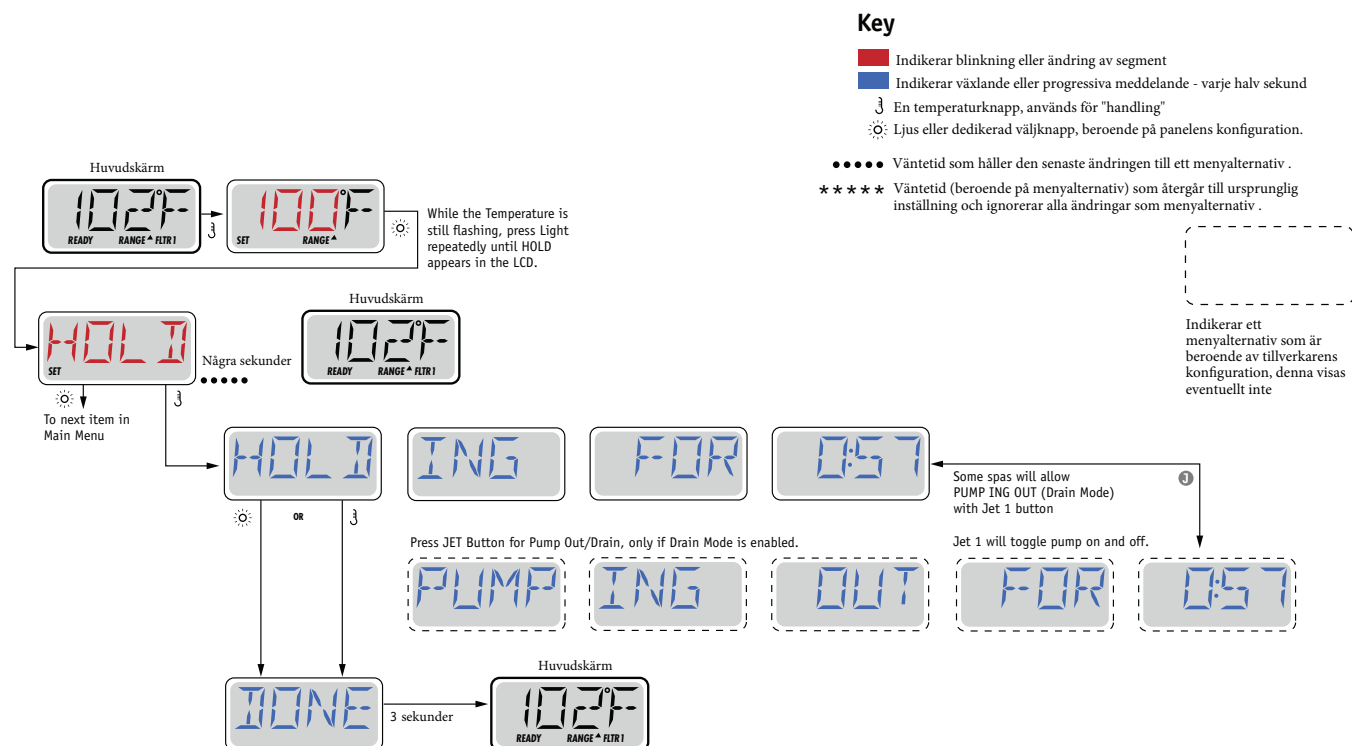 Key
Indikerar blinkning eller ändring av segment
Indikerar växlande eller progressiva meddelande - varje halv sekund
En temperaturknapp, används för "handling"
Ljus eller dedikerad väljknapp, beroende på panelens konfiguration.
••••• Väntetid som håller den senaste ändringen till ett menyalternativ .
***** Väntetid (beroende på menyalternativ) som återgår till ursprunglig
inställning och ignorerar alla ändringar som menyalternativ .
Indikerar ett
menyalternativ som är
beroende av tillverkarens
konfiguration, denna visas
eventuellt inte
Huvudskärm
102°F
READY RANGE FLTR1
100°F
SET RANGE
While the Temperature is
still flashing, press Light
repeatedly until HOLD
appears in the LCD.
HOLD
SET
Några sekunder
•••••
Huvudskärm
102°F
READY RANGE FLTR1
To next item in
Main Menu
HOLD
ING
FOR
0:57
Some spas will allow
PUMP ING OUT (Drain Mode)
with Jet 1 button
J
OR
Press JET Button for Pump Out/Drain, only if Drain Mode is enabled.
Jet 1 will toggle pump on and off.
PUMP
ING
OUT
FOR
0:57
DONE
3 sekunder
Huvudskärm
102°F
READY RANGE FLTR1